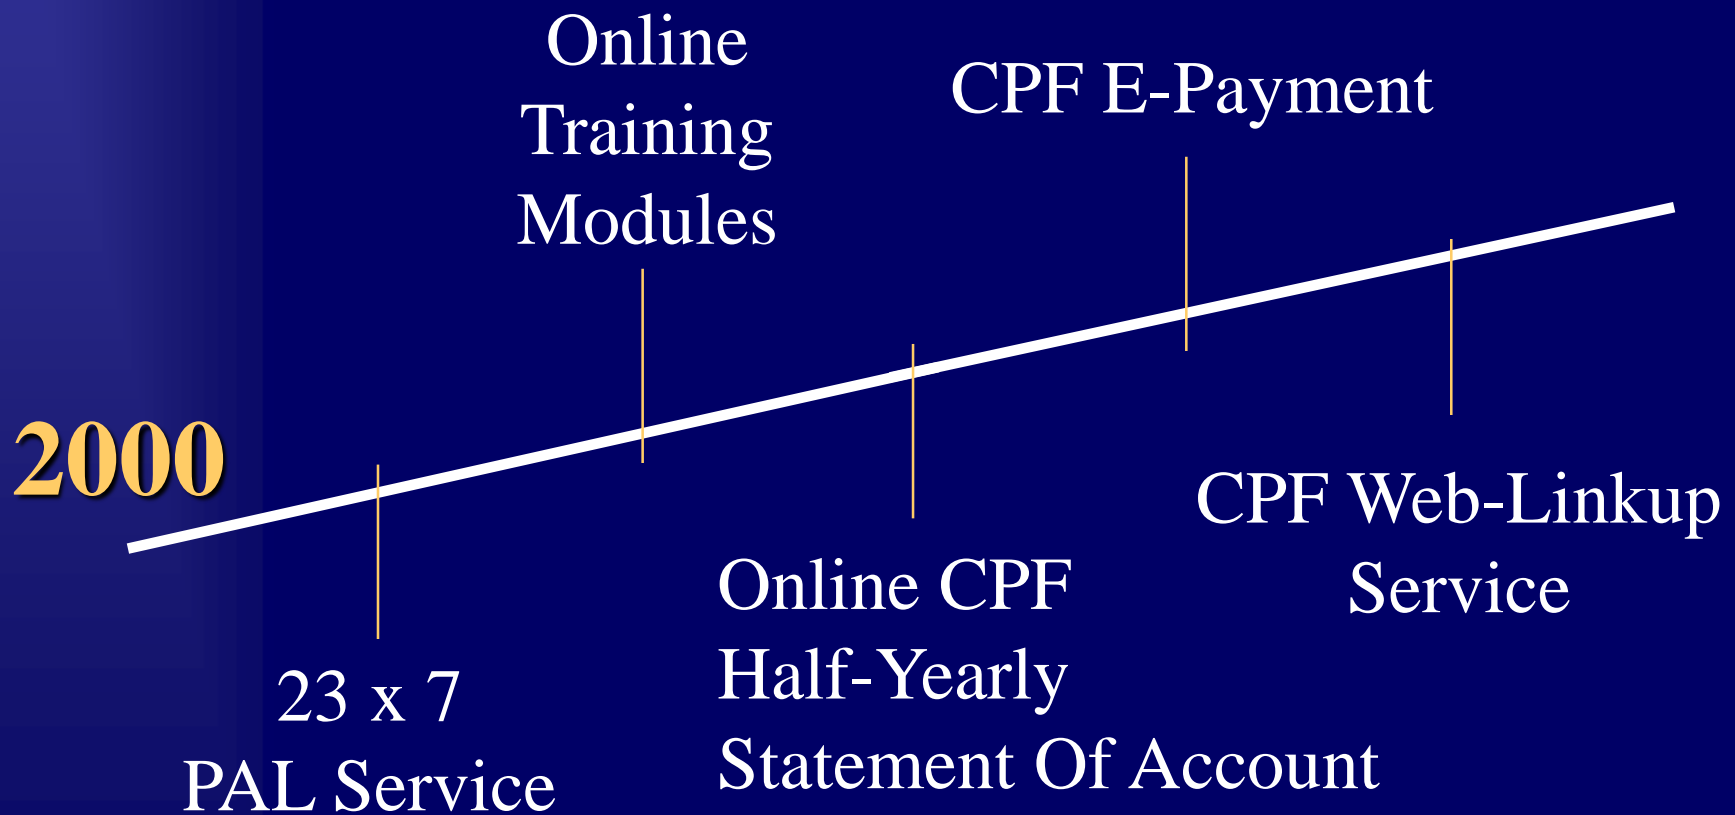 Online
Training
Modules
CPF E-Payment
2000
CPF Web-Linkup
Service
Online CPF
Half-Yearly
Statement Of Account
23 x 7
PAL Service